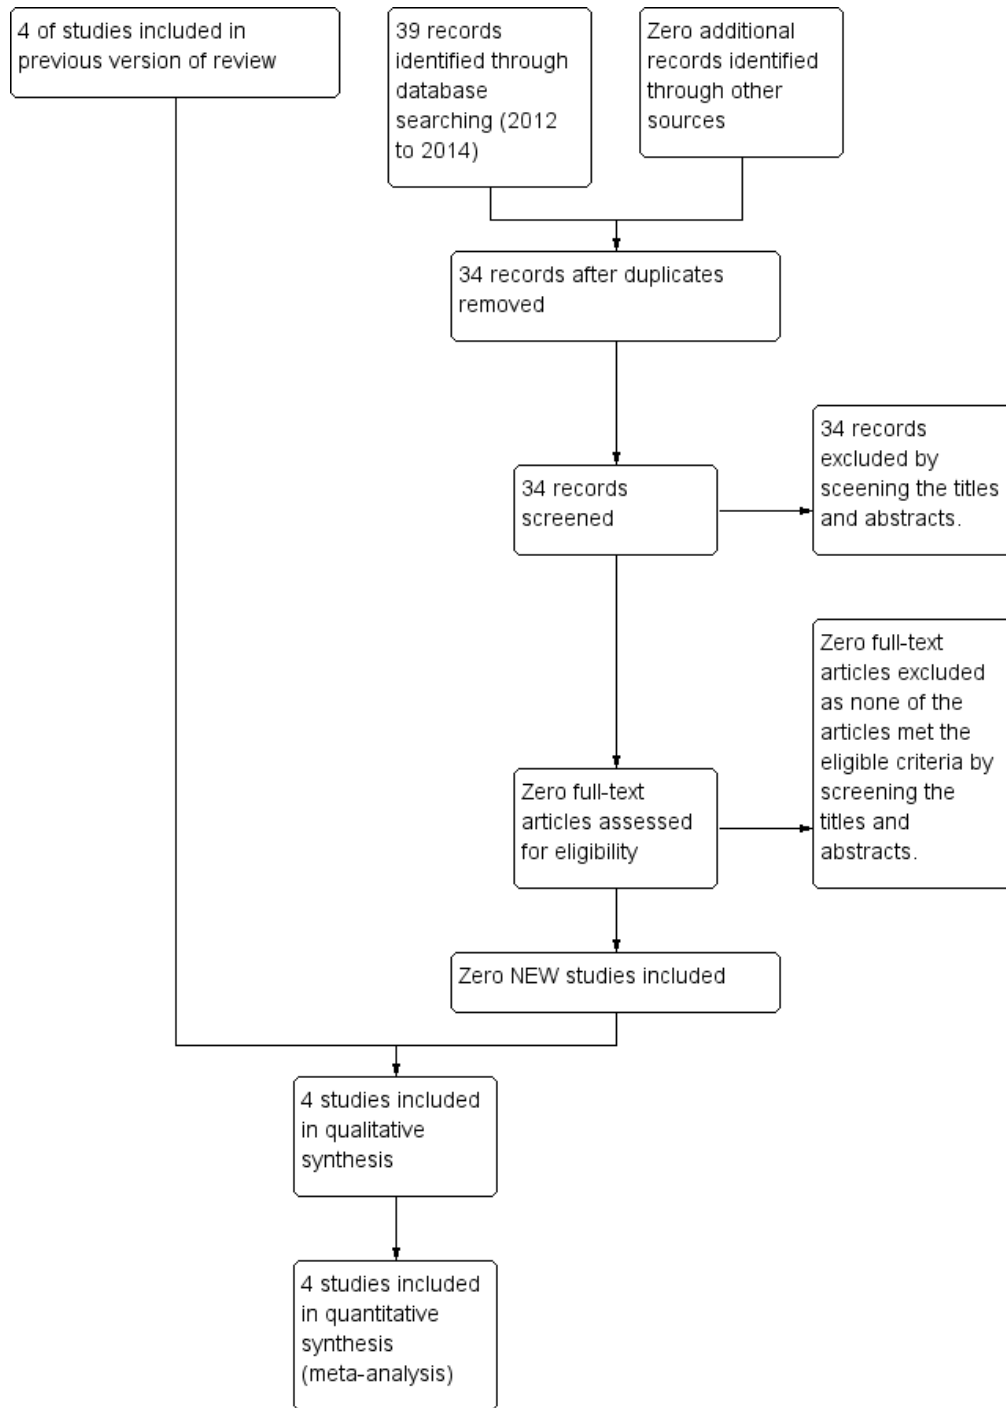 4 of studies included in
previous version of review
39 records
identified through
database
searching (2012
to 2014)
Zero additional
records identified
through other
sources
34 records after duplicates
removed
34 records
screened
34 records
excluded by
sceening the titles
and abstracts.
Zero full-text
articles assessed
for eligibility
Zero full-text
articles excluded
as none of the
articles met the
eligible criteria by
screening the
titles and
abstracts.
Zero NEW studies included
4 studies included
in qualitative
synthesis
4 studies included
in quantitative
synthesis
(meta-analysis)